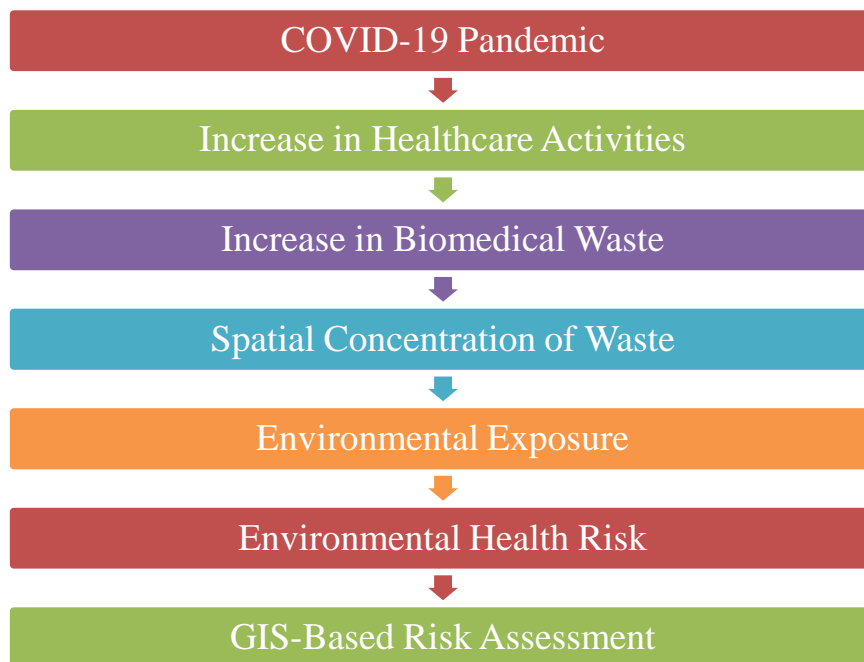 COVID-19 Pandemic
Increase in Healthcare Activities
Increase in Biomedical Waste
Spatial Concentration of Waste
Environmental Exposure
Environmental Health Risk
GIS-Based Risk Assessment